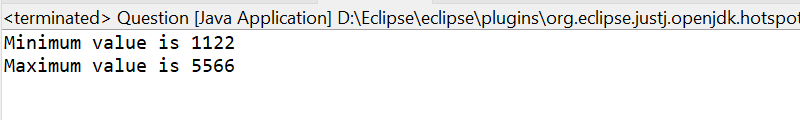 <terminated> Question [Java Application] D:\Eclipse\eclipse\plugins\org.eclipse.justj.openjdk.hotspot
Minimum value is 1122
Maximum value is 5566